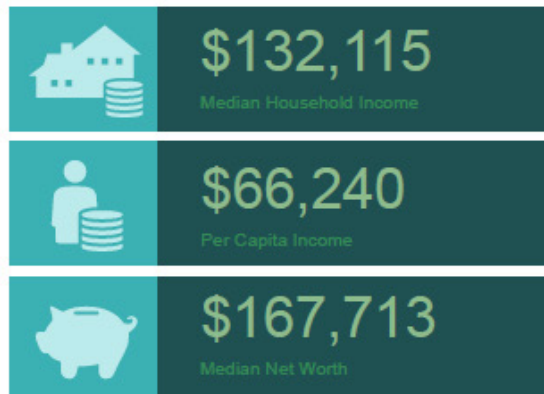 $132,115
Median Household Income
$66,240
Per Capita Income
$167,713
Median Net Worth